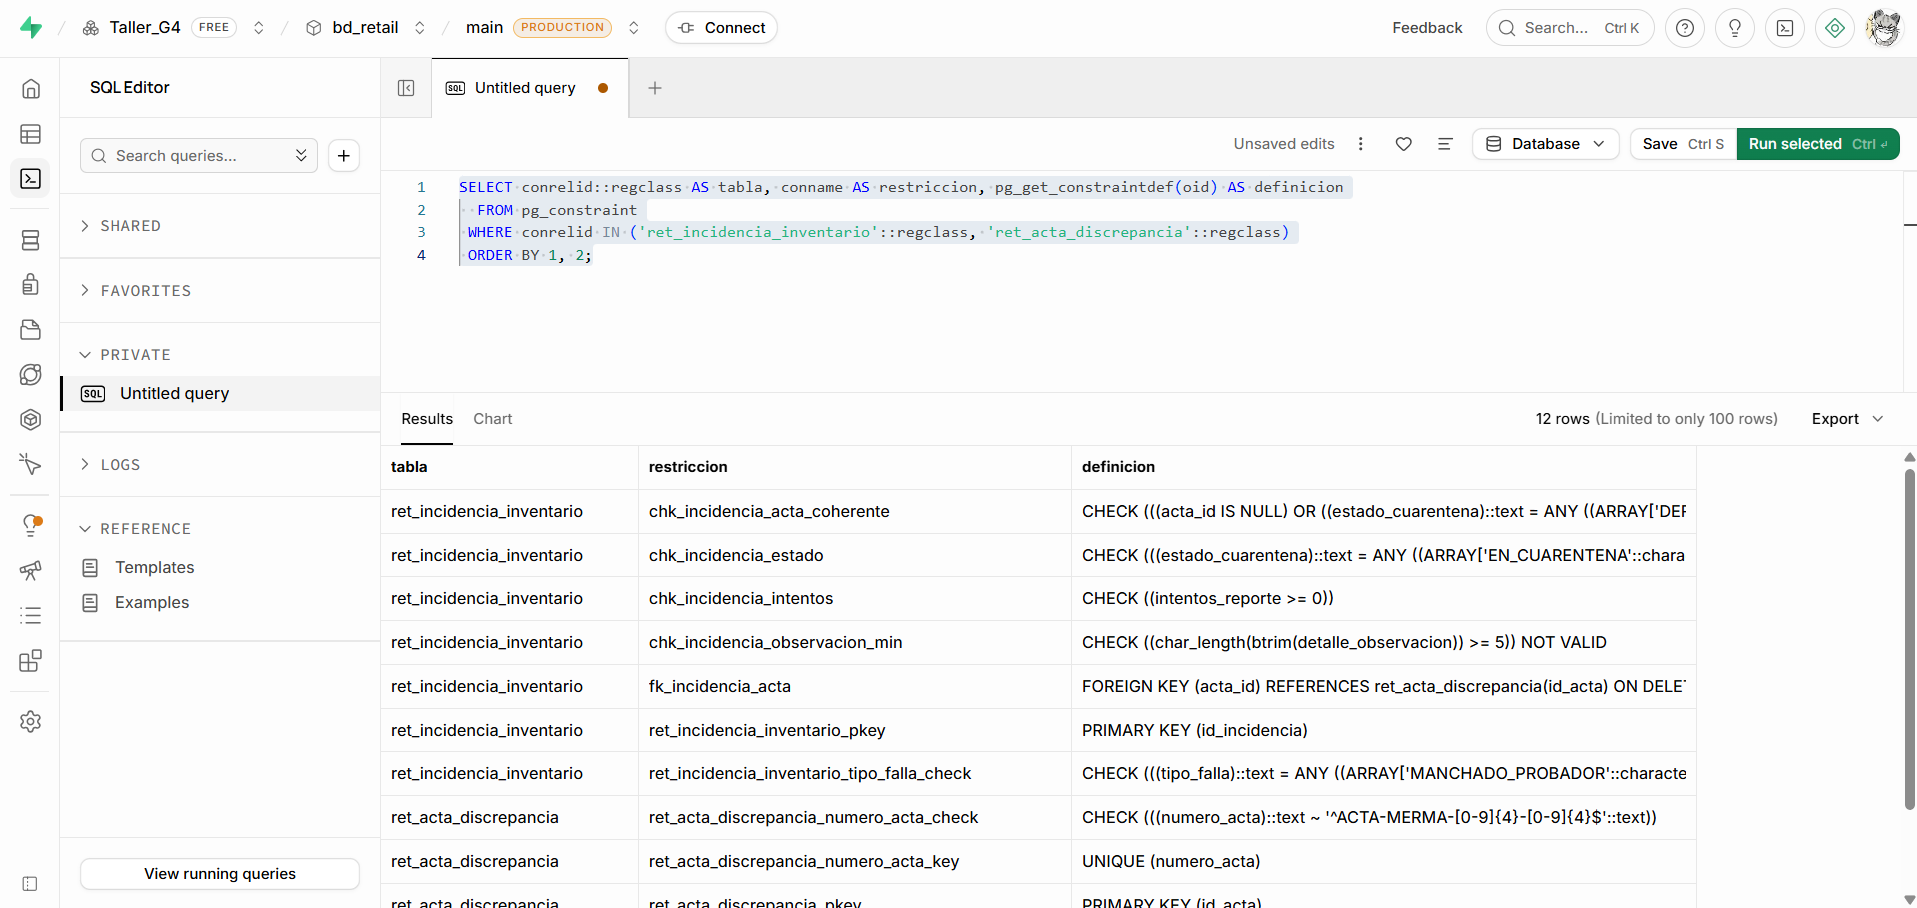 Taller_G4 FREE / bd_retail / main PRODUCTION Connect Feedback Search... Ctrl K
SQL Editor
SQL Untitled query
Search queries...
Unsaved edits Database Save Ctrl S Run selected Ctrl ↵
SHARED
FAVORITES
PRIVATE
SQL Untitled query
LOGS
REFERENCE
Templates
Examples
View running queries
1 SELECT conrelid::regclass AS tabla, conname AS restriccion, pg_get_constraintdef(oid) AS definicion
2 FROM pg_constraint
3 WHERE conrelid IN ('ret_incidencia_inventario'::regclass, 'ret_acta_discrepancia'::regclass)
4 ORDER BY 1, 2;
Results Chart 12 rows (Limited to only 100 rows) Export
tabla restriccion definicion
ret_incidencia_inventario chk_incidencia_acta_coherente CHECK (((acta_id IS NULL) OR ((estado_cuarentena)::text = ANY ((ARRAY['DEF
ret_incidencia_inventario chk_incidencia_estado CHECK (((estado_cuarentena)::text = ANY ((ARRAY['EN_CUARENTENA'::chara
ret_incidencia_inventario chk_incidencia_intentos CHECK ((intentos_reporte >= 0))
ret_incidencia_inventario chk_incidencia_observacion_min CHECK ((char_length(btrim(detalle_observacion)) >= 5)) NOT VALID
ret_incidencia_inventario fk_incidencia_acta FOREIGN KEY (acta_id) REFERENCES ret_acta_discrepancia(id_acta) ON DELET
ret_incidencia_inventario ret_incidencia_inventario_pkey PRIMARY KEY (id_incidencia)
ret_incidencia_inventario ret_incidencia_inventario_tipo_falla_check CHECK (((tipo_falla)::text = ANY ((ARRAY['MANCHADO_PROBADOR'::characte
ret_acta_discrepancia ret_acta_discrepancia_numero_acta_check CHECK (((numero_acta)::text ~ '^ACTA-MERMA-[0-9]{4}-[0-9]{4}$'::text))
ret_acta_discrepancia ret_acta_discrepancia_numero_acta_key UNIQUE (numero_acta)
ret_acta_discrepancia ret_acta_discrepancia_pkey PRIMARY KEY (id_acta)